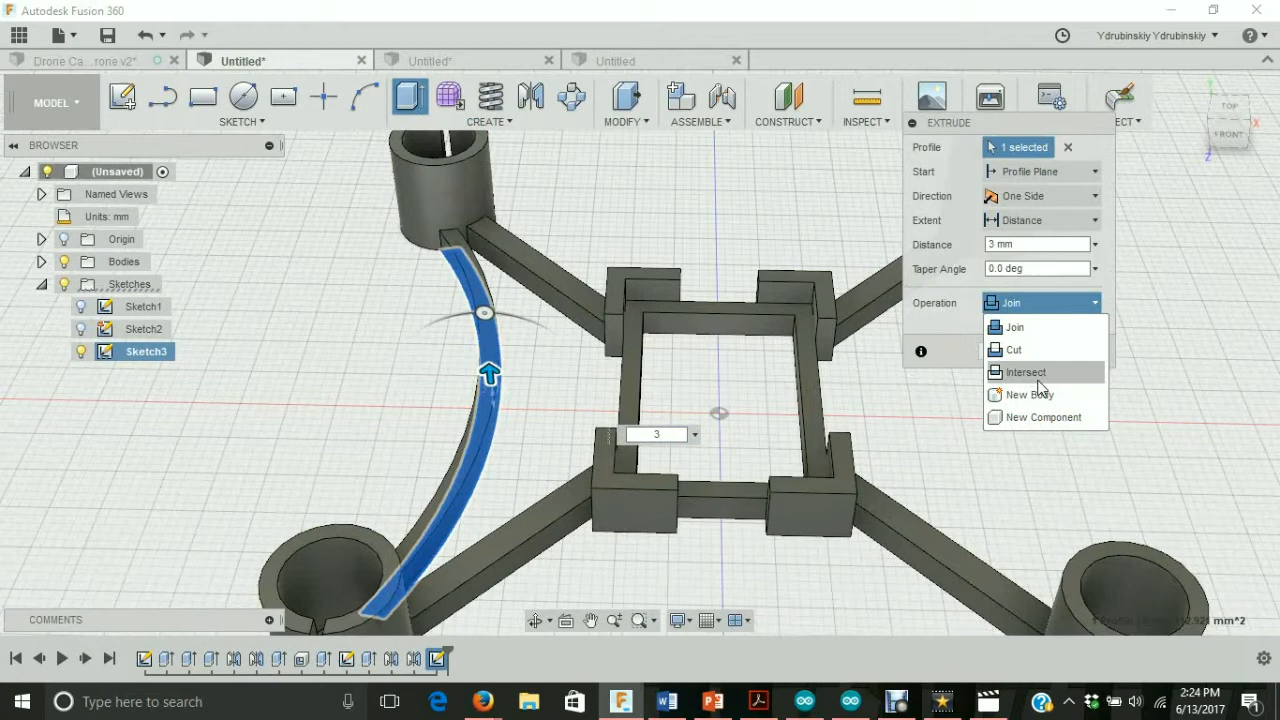 Autodesk Fusion 360
Ydrubinskiy Ydrubinskiy
Drone Ca... rone v2*
Untitled*
Untitled*
Untitled
MODEL
SKETCH
CREATE
MODIFY
ASSEMBLE
CONSTRUCT
INSPECT
ECT
BROWSER
EXTRUDE
(Unsaved)
Named Views
Units: mm
Origin
Bodies
Sketches
Sketch1
Sketch2
Sketch3
Profile 1 selected
Start Profile Plane
Direction One Side
Extent Distance
Distance 3 mm
Taper Angle 0.0 deg
Operation Join
Join
Cut
Intersect
New Body
New Component
TOP
FRONT
X
Y
Z
3
COMMENTS
Type here to search
2:24 PM
6/13/2017